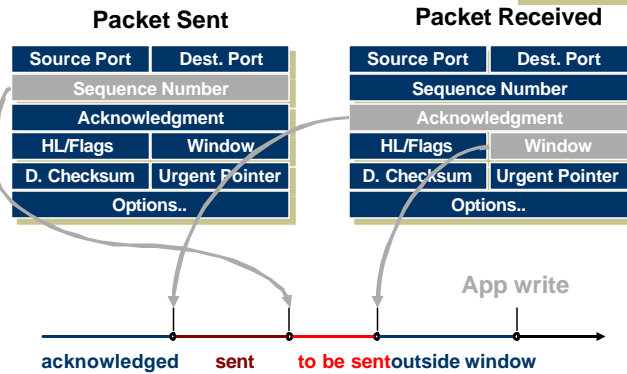 Packet Sent
Source Port Dest. Port
Sequence Number
Acknowledgment
HL/Flags Window
D. Checksum Urgent Pointer
Options..
Packet Received
Source Port Dest. Port
Sequence Number
Acknowledgment
HL/Flags Window
D. Checksum Urgent Pointer
Options..
App write
acknowledged sent to be sent outside window